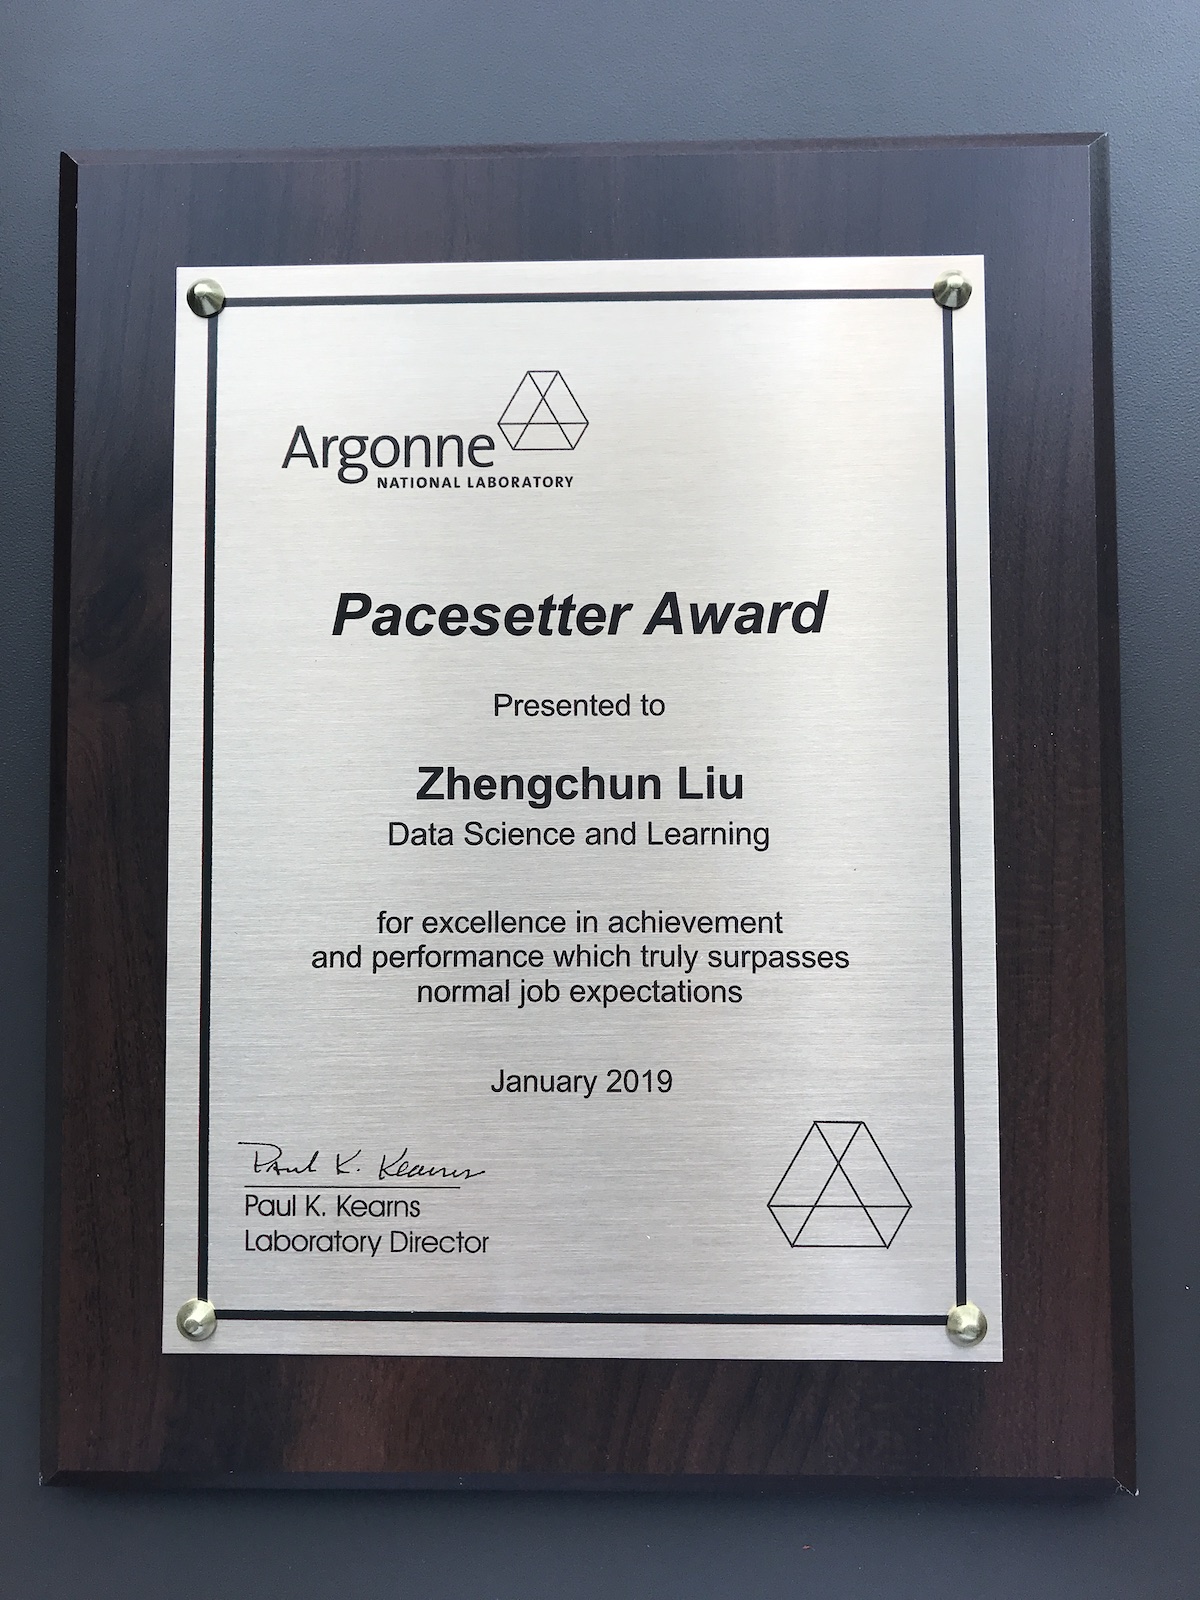 Argonne
NATIONAL LABORATORY
Pacesetter Award
Presented to
Zhengchun Liu
Data Science and Learning
for excellence in achievement
and performance which truly surpasses
normal job expectations
January 2019
Paul K. Kearns
Paul K. Kearns
Laboratory Director